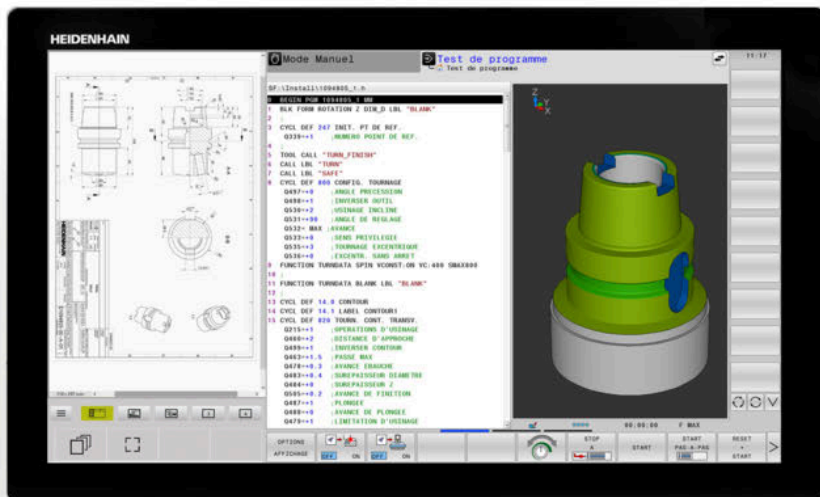 HEIDENHAIN
Mode Manuel
Test de programme
Test de programme
11:17
SF:\Install\1094805_1.h
0 BEGIN PGM 1094805_1 MM
1 BLK FORM ROTATION Z DIM_D LBL "BLANK"
2 ;
3 CYCL DEF 247 INIT. PT DE REF.
Q339=+1 ;NUMERO POINT DE REF.
4 ;
5 TOOL CALL "TURN_FINISH"
6 CALL LBL "TURN"
7 CALL LBL "SAFE"
8 CYCL DEF 800 CONFIG. TOURNAGE
Q497=+0 ;ANGLE PRECESSION
Q498=+1 ;INVERSER OUTIL
Q530=+2 ;USINAGE INCLINE
Q531=+90 ;ANGLE DE REGLAGE
Q532= MAX ;AVANCE
Q533=+0 ;SENS PRIVILEGIE
Q535=+3 ;TOURNAGE EXCENTRIQUE
Q536=+0 ;EXCENTR. SANS ARRET
9 FUNCTION TURNDATA SPIN VCONST:ON VC:400 SMAX800
10 ;
11 FUNCTION TURNDATA BLANK LBL "BLANK"
12 ;
13 CYCL DEF 14.0 CONTOUR
14 CYCL DEF 14.1 LABEL CONTOUR1
15 CYCL DEF 820 TOURN. CONT. TRANSV.
Q215=+1 ;OPERATIONS D'USINAGE
Q460=+2 ;DISTANCE D'APPROCHE
Q499=+1 ;INVERSER CONTOUR
Q463=+1.5 ;PASSE MAX
Q478=+0.3 ;AVANCE EBAUCHE
Q483=+0.4 ;SUREPAISSEUR DIAMETRE
Q484=+0 ;SUREPAISSEUR Z
Q505=+0.2 ;AVANCE DE FINITION
Q487=+1 ;PLONGEE
Q488=+0 ;AVANCE DE PLONGEE
Q479=+1 ;LIMITATION D'USINAGE
Z
Y
X
00:00:00 F MAX
OPTIONS
AFFICHAGE
OFF ON
OFF ON
STOP
A
START
START
PAS-A-PAS
RESET
+
START